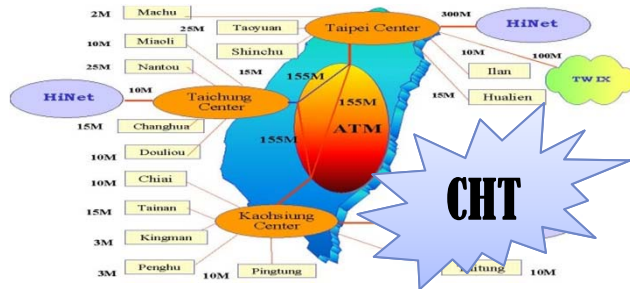 2M
Machu
25M
Taoyuan
Taipei Center
300M
HiNet
10M
Miaoli
Shinchu
10M
100M
25M
Nantou
15M
155M
Ilan
TWIX
HiNet
10M
Taichung
Center
155M
15M
Hualien
15M
Changhua
155M
ATM
10M
Douliou
10M
Chiai
CHT
15M
Tainan
Kaohsiung
Center
3M
Kingman
3M
Penghu
10M
Pingtung
10M